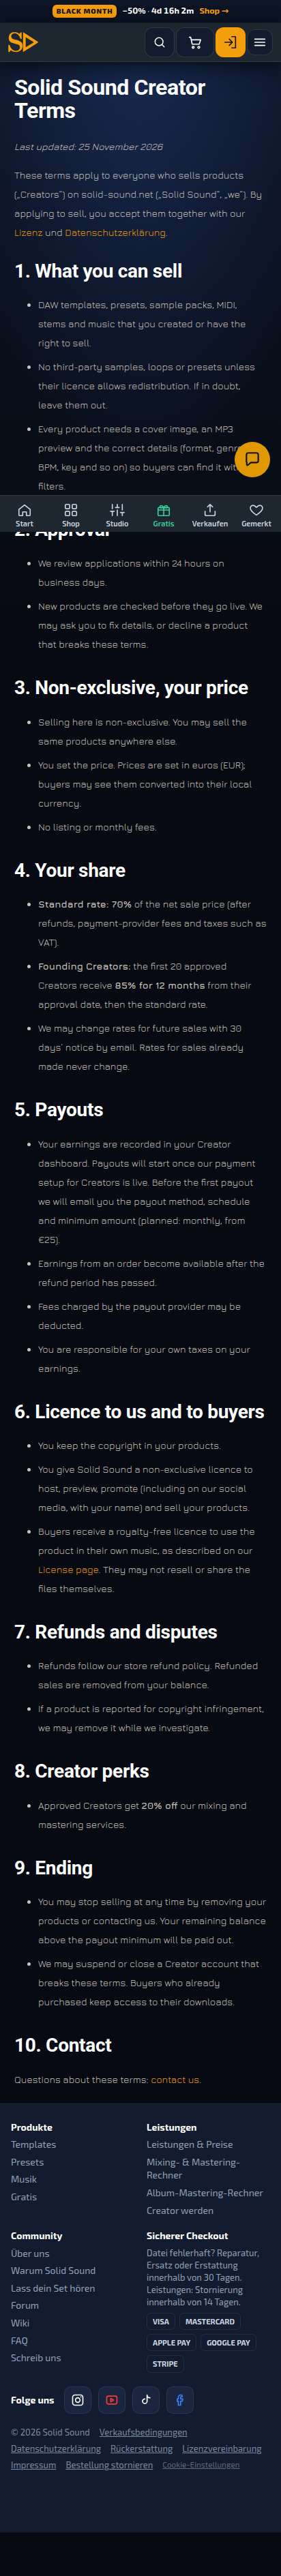 BLACK MONTH −50% · 4d 16h 2m Shop →
Solid Sound Creator
Terms
Last updated: 25 November 2026
These terms apply to everyone who sells products
(„Creators“) on solid-sound.net („Solid Sound“, „we“). By
applying to sell, you accept them together with our
Lizenz und Datenschutzerklärung.
1. What you can sell
DAW templates, presets, sample packs, MIDI,
stems and music that you created or have the
right to sell.
No third-party samples, loops or presets unless
their licence allows redistribution. If in doubt,
leave them out.
Every product needs a cover image, an MP3
preview and the correct details (format, genre
BPM, key and so on) so buyers can find it with
filters.
Start Shop Studio Gratis Verkaufen Gemerkt
2. Approval
We review applications within 24 hours on
business days.
New products are checked before they go live. We
may ask you to fix details, or decline a product
that breaks these terms.
3. Non-exclusive, your price
Selling here is non-exclusive. You may sell the
same products anywhere else.
You set the price. Prices are set in euros (EUR);
buyers may see them converted into their local
currency.
No listing or monthly fees.
4. Your share
Standard rate: 70% of the net sale price (after
refunds, payment-provider fees and taxes such as
VAT).
Founding Creators: the first 20 approved
Creators receive 85% for 12 months from their
approval date, then the standard rate.
We may change rates for future sales with 30
days’ notice by email. Rates for sales already
made never change.
5. Payouts
Your earnings are recorded in your Creator
dashboard. Payouts will start once our payment
setup for Creators is live. Before the first payout
we will email you the payout method, schedule
and minimum amount (planned: monthly, from
€25).
Earnings from an order become available after the
refund period has passed.
Fees charged by the payout provider may be
deducted.
You are responsible for your own taxes on your
earnings.
6. Licence to us and to buyers
You keep the copyright in your products.
You give Solid Sound a non-exclusive licence to
host, preview, promote (including on our social
media, with your name) and sell your products.
Buyers receive a royalty-free licence to use the
product in their own music, as described on our
License page. They may not resell or share the
files themselves.
7. Refunds and disputes
Refunds follow our store refund policy. Refunded
sales are removed from your balance.
If a product is reported for copyright infringement,
we may remove it while we investigate.
8. Creator perks
Approved Creators get 20% off our mixing and
mastering services.
9. Ending
You may stop selling at any time by removing your
products or contacting us. Your remaining balance
above the payout minimum will be paid out.
We may suspend or close a Creator account that
breaks these terms. Buyers who already
purchased keep access to their downloads.
10. Contact
Questions about these terms: contact us.
Produkte
Templates
Presets
Musik
Gratis
Leistungen
Leistungen & Preise
Mixing- & Mastering-
Rechner
Album-Mastering-Rechner
Creator werden
Community
Über uns
Warum Solid Sound
Lass dein Set hören
Forum
Wiki
FAQ
Schreib uns
Sicherer Checkout
Datei fehlerhaft? Reparatur,
Ersatz oder Erstattung
innerhalb von 30 Tagen.
Leistungen: Stornierung
innerhalb von 14 Tagen.
VISA MASTERCARD
APPLE PAY GOOGLE PAY
STRIPE
Folge uns
© 2026 Solid Sound Verkaufsbedingungen
Datenschutzerklärung Rückerstattung Lizenzvereinbarung
Impressum Bestellung stornieren Cookie-Einstellungen